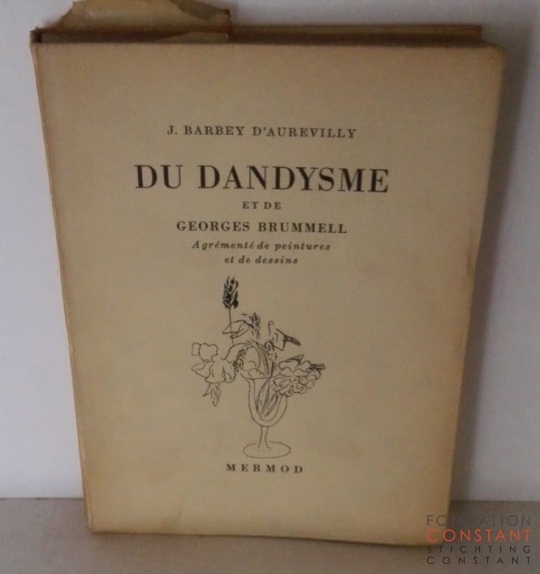 J. BARBEY D'AUREVILLY
DU DANDYSME
ET DE
GEORGES BRUMMELL
Agrémenté de peintures
et de dessins
MERMOD
FONDATION
CONSTANT
STICHTING
CONSTANT